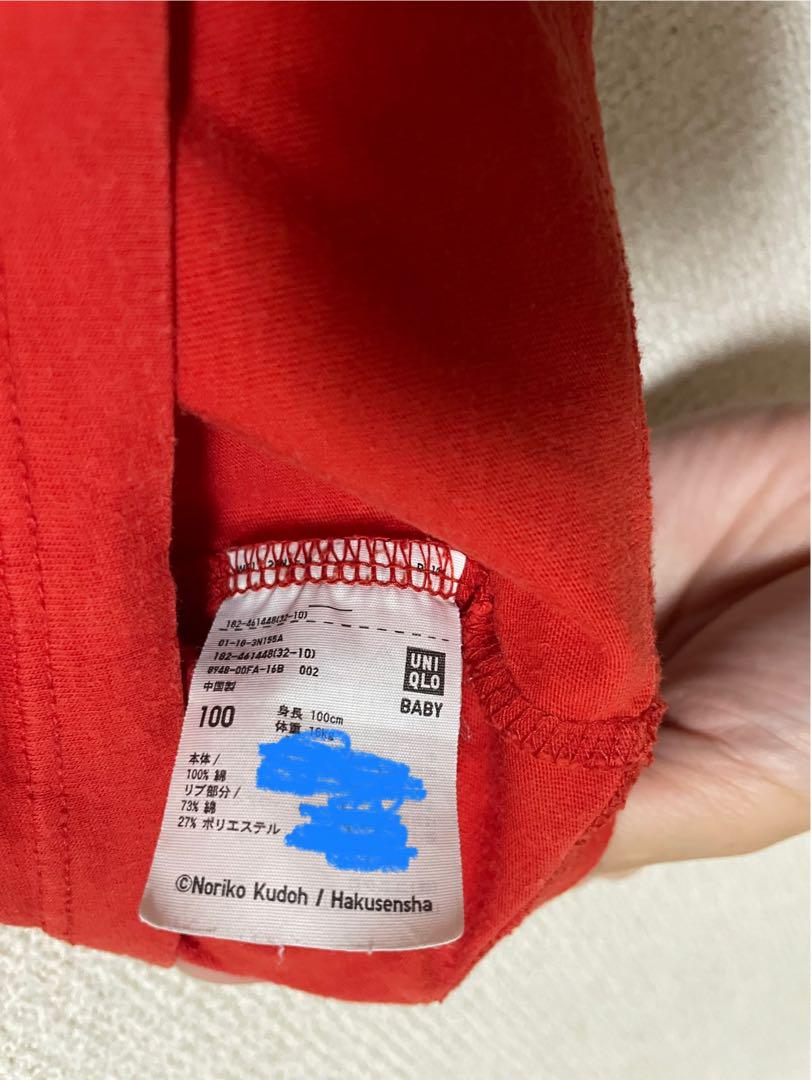 182-461448(32-10)
01-10-3N155A
182-461448(32-10)
8948-00FA-16B 002
中国製
UNI
QLO
BABY
100
身長 100cm
体重 16kg
本体/
100% 綿
リブ部分/
73% 綿
27% ポリエステル
©Noriko Kudoh / Hakusensha